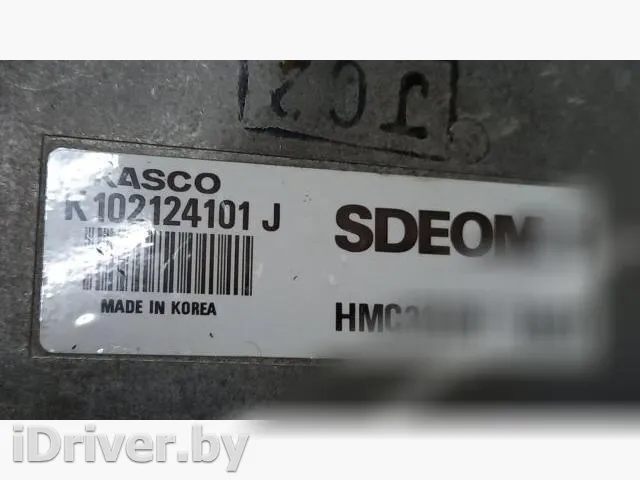 KASCO
K102124101 J
SDEOM
MADE IN KOREA
iDriver.by